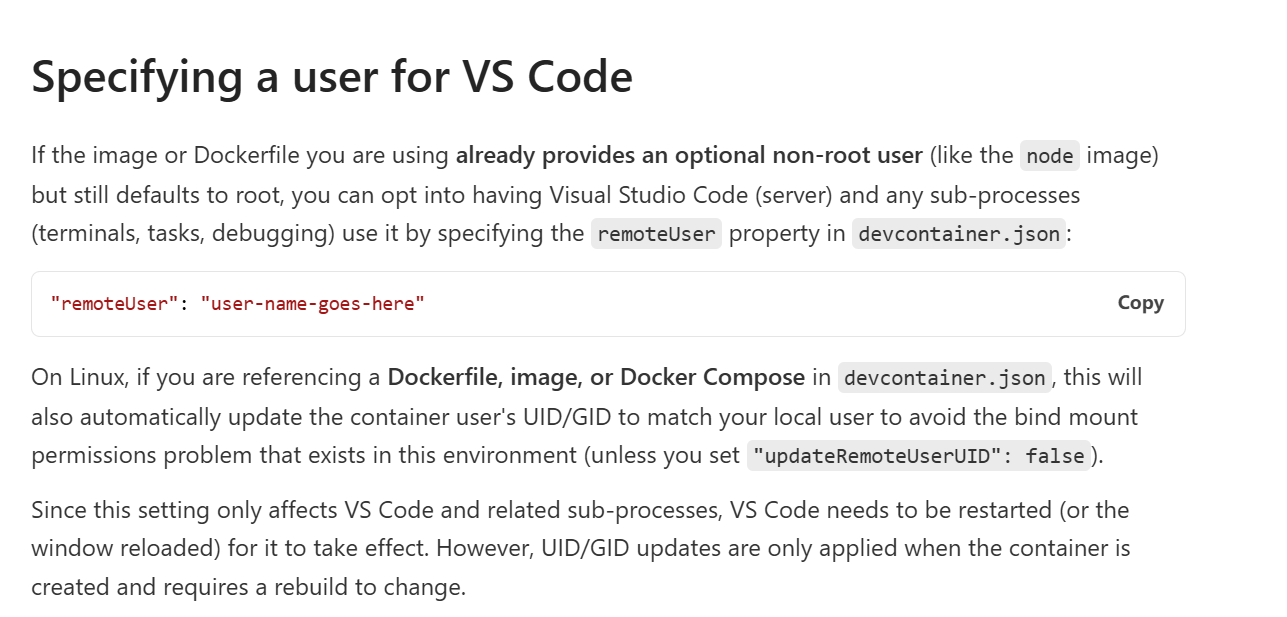 Specifying a user for VS Code
If the image or Dockerfile you are using already provides an optional non-root user (like the node image)
but still defaults to root, you can opt into having Visual Studio Code (server) and any sub-processes
(terminals, tasks, debugging) use it by specifying the remoteUser property in devcontainer.json:
"remoteUser": "user-name-goes-here" Copy
On Linux, if you are referencing a Dockerfile, image, or Docker Compose in devcontainer.json, this will
also automatically update the container user's UID/GID to match your local user to avoid the bind mount
permissions problem that exists in this environment (unless you set "updateRemoteUserUID": false).
Since this setting only affects VS Code and related sub-processes, VS Code needs to be restarted (or the
window reloaded) for it to take effect. However, UID/GID updates are only applied when the container is
created and requires a rebuild to change.